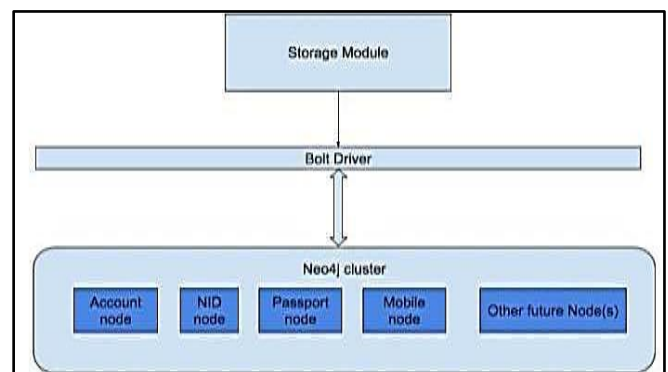 Storage Module
Bolt Driver
Neo4j cluster
Account
node
NID
node
Passport
node
Mobile
node
Other future Node(s)